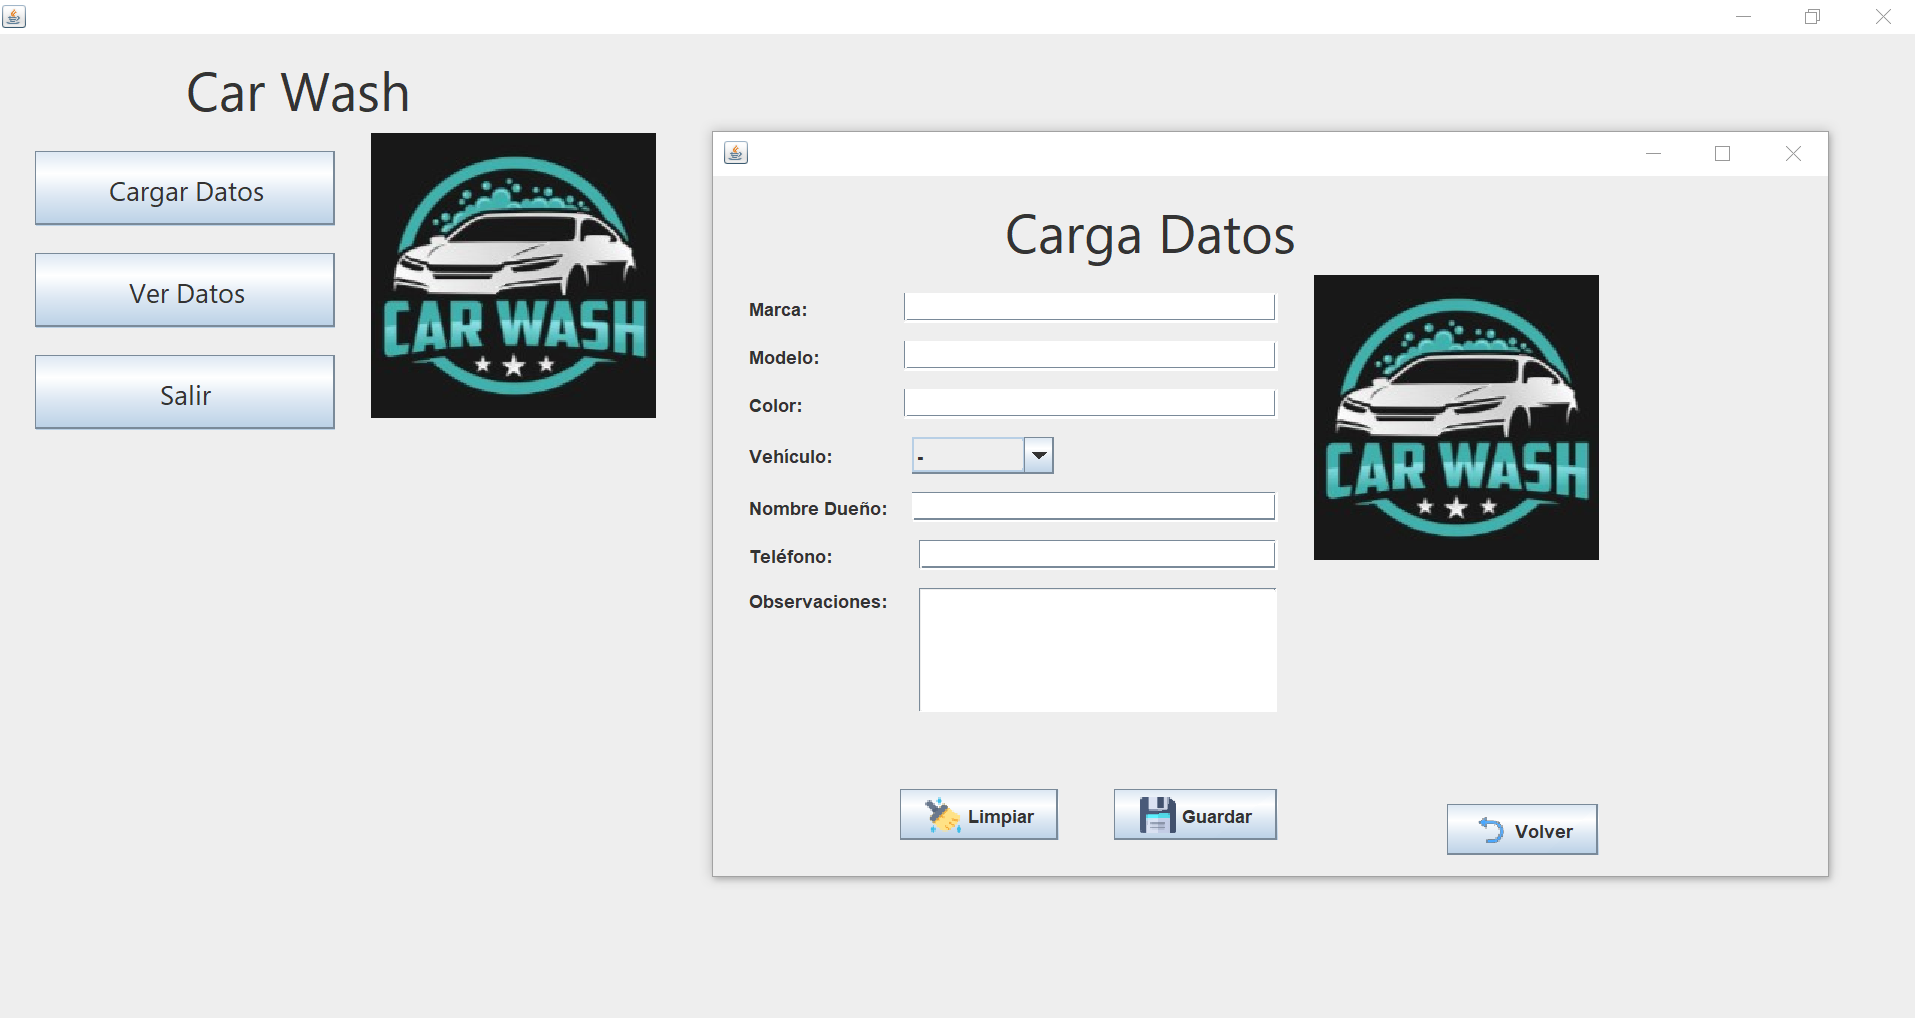 Car Wash
Cargar Datos
Ver Datos
Salir
CAR WASH
Carga Datos
Marca:
Modelo:
Color:
Vehículo:
-
Nombre Dueño:
Teléfono:
Observaciones:
CAR WASH
Limpiar
Guardar
Volver